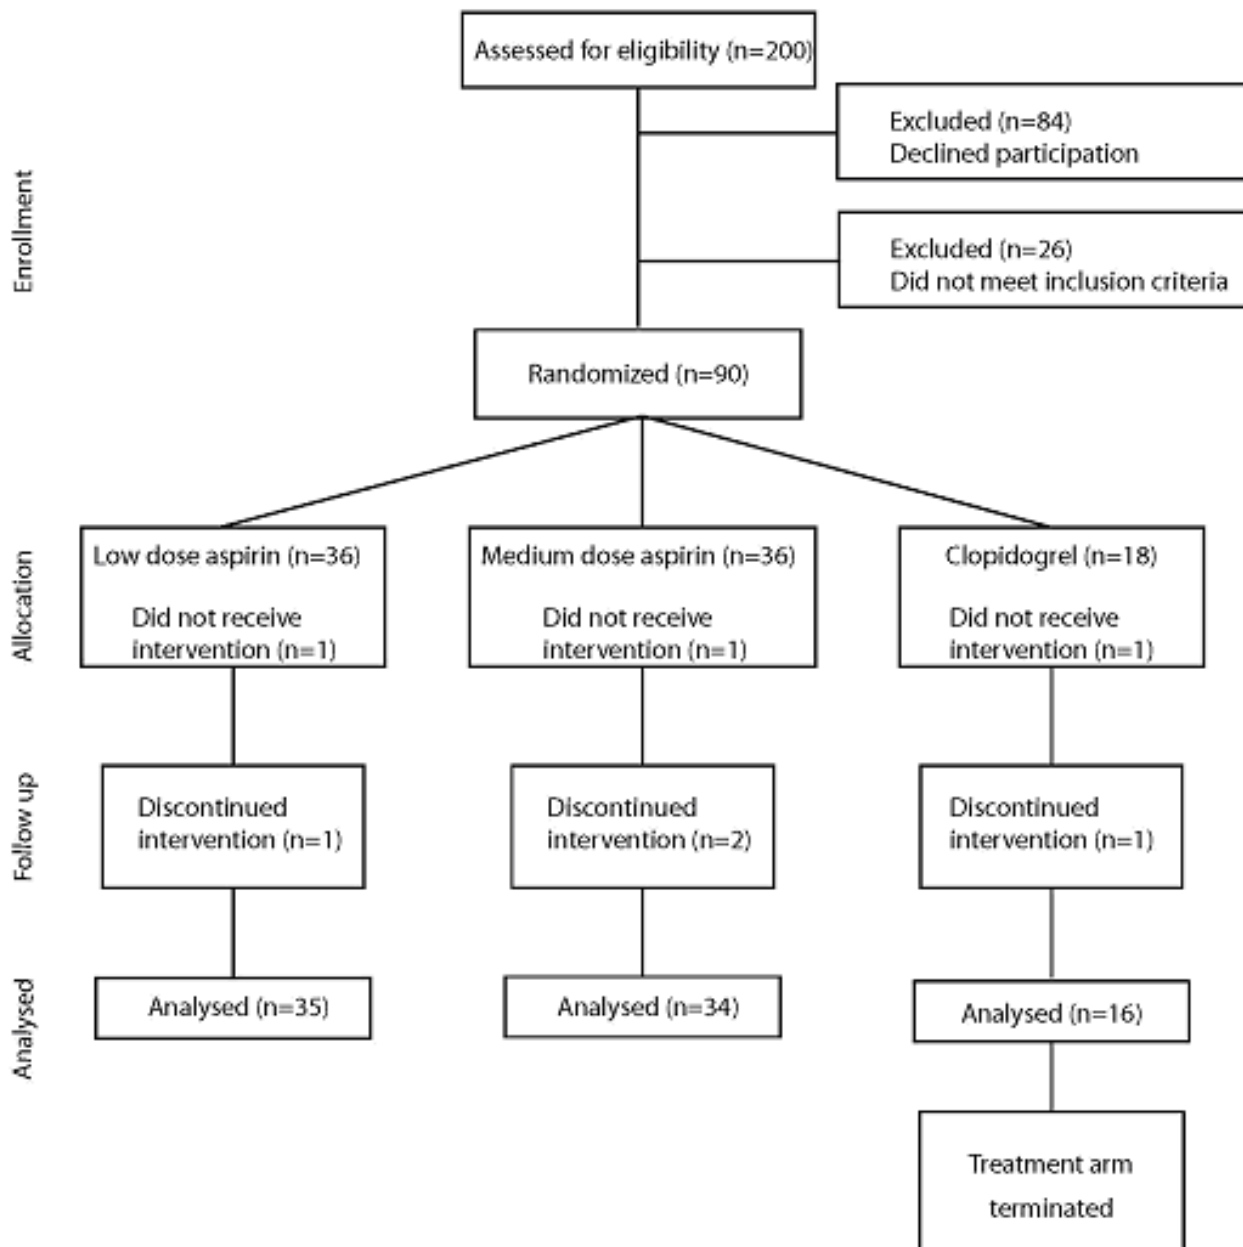 Assessed for eligibility (n=200)
Excluded (n=84)
Declined participation
Enrollment
Excluded (n=26)
Did not meet inclusion criteria
Randomized (n=90)
Allocation
Low dose aspirin (n=36)
Did not receive
intervention (n=1)
Medium dose aspirin (n=36)
Did not receive
intervention (n=1)
Clopidogrel (n=18)
Did not receive
intervention (n=1)
Follow up
Discontinued
intervention (n=1)
Discontinued
intervention (n=2)
Discontinued
intervention (n=1)
Analysed
Analysed (n=35)
Analysed (n=34)
Analysed (n=16)
Treatment arm
terminated